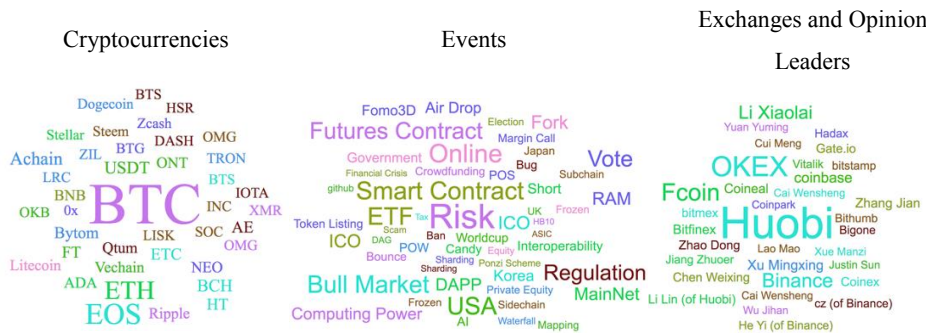 Cryptocurrencies
Events
Exchanges and Opinion
Leaders
BTS
Dogecoin
HSR
Zcash
Stellar
Steem
DASH
OMG
BTG
Achain
ZIL
USDT
ONT
TRON
LRC
BTS
BNB
IOTA
BTC
OKB
0x
INC
XMR
Bytom
LISK
SOC
AE
Qtum
OMG
FT
ETC
Litecoin
Vechain
NEO
ADA
ETH
BCH
EOS
Ripple
HT
Fomo3D
Air Drop
Election
Fork
Futures Contract
Margin Call
Online
Japan
Vote
Government
Bug
Financial Crisis
Crowdfunding
POS
Subchain
github
Smart Contract
Short
RAM
ETF
Tax
Risk
ICO
UK
Frozen
Token Listing
Scam
HB10
Ban
ASIC
ICO
DAG
POW
Worldcup
Interoperability
Bounce
Candy
Equity
Sharding
Ponzi Scheme
Sharding
Korea
Regulation
Bull Market
DAPP
Private Equity
MainNet
Frozen
USA
Sidechain
Computing Power
AI
Waterfall
Mapping
Li Xiaolai
Yuan Yuming
Hadax
Cui Meng
Gate.io
OKEX
Vitalik
bitstamp
coinbase
Fcoin
Coineal
Cai Wensheng
Zhang Jian
bitmex
Coinpark
Huobi
Bithumb
Bitfinex
Bigone
Zhao Dong
Lao Mao
Xue Manzi
Jiang Zhuoer
Xu Mingxing
Justin Sun
Chen Weixing
Binance
Coinex
Li Lin (of Huobi)
Cai Wensheng
cz (of Binance)
Wu Jihan
He Yi (of Binance)